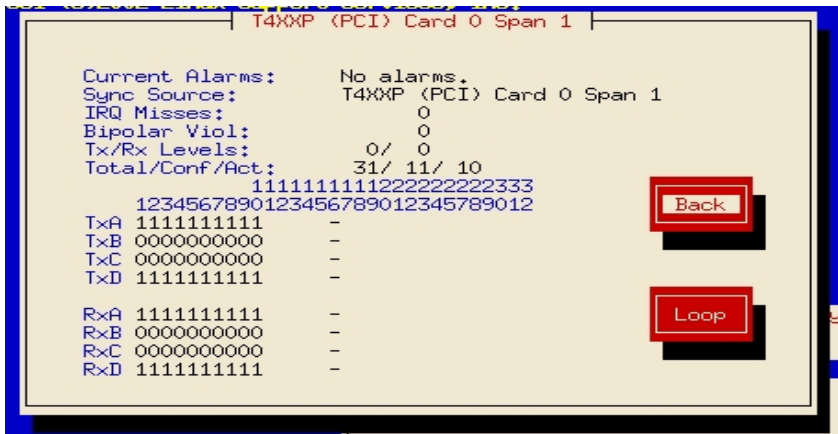 T4XXP (PCI) Card 0 Span 1
Current Alarms: No alarms.
Sync Source: T4XXP (PCI) Card 0 Span 1
IRQ Misses: 0
Bipolar Viol: 0
Tx/Rx Levels: 0/ 0
Total/Conf/Act: 31/ 11/ 10
1111111111222222222333
1234567890123456789012345789012
Back
TxA 1111111111 -
TxB 0000000000 -
TxC 0000000000 -
TxD 1111111111 -
RxA 1111111111 -
Loop
RxB 0000000000 -
RxC 0000000000 -
RxD 1111111111 -